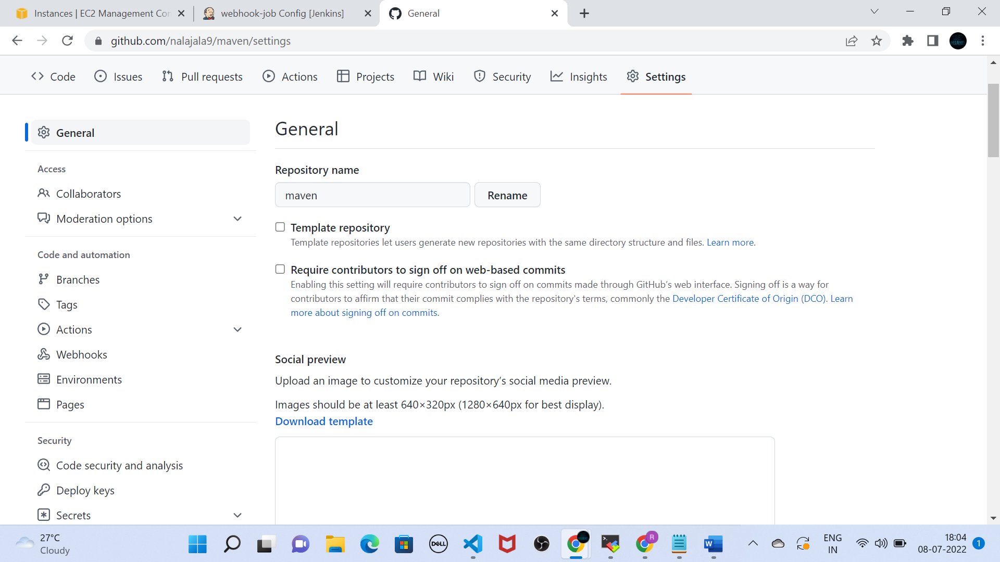 Instances | EC2 Management Con
webhook-job Config [Jenkins]
General
github.com/nalajala9/maven/settings
Code
Issues
Pull requests
Actions
Projects
Wiki
Security
Insights
Settings
General
Access
Collaborators
Moderation options
Code and automation
Branches
Tags
Actions
Webhooks
Environments
Pages
Security
Code security and analysis
Deploy keys
Secrets
General
Repository name
maven
Rename
Template repository
Template repositories let users generate new repositories with the same directory structure and files. Learn more.
Require contributors to sign off on web-based commits
Enabling this setting will require contributors to sign off on commits made through GitHub’s web interface. Signing off is a way for
contributors to affirm that their commit complies with the repository's terms, commonly the Developer Certificate of Origin (DCO). Learn
more about signing off on commits.
Social preview
Upload an image to customize your repository’s social media preview.
Images should be at least 640×320px (1280×640px for best display).
Download template
27°C
Cloudy
DELL
R
W
ENG
IN
18:04
08-07-2022
1